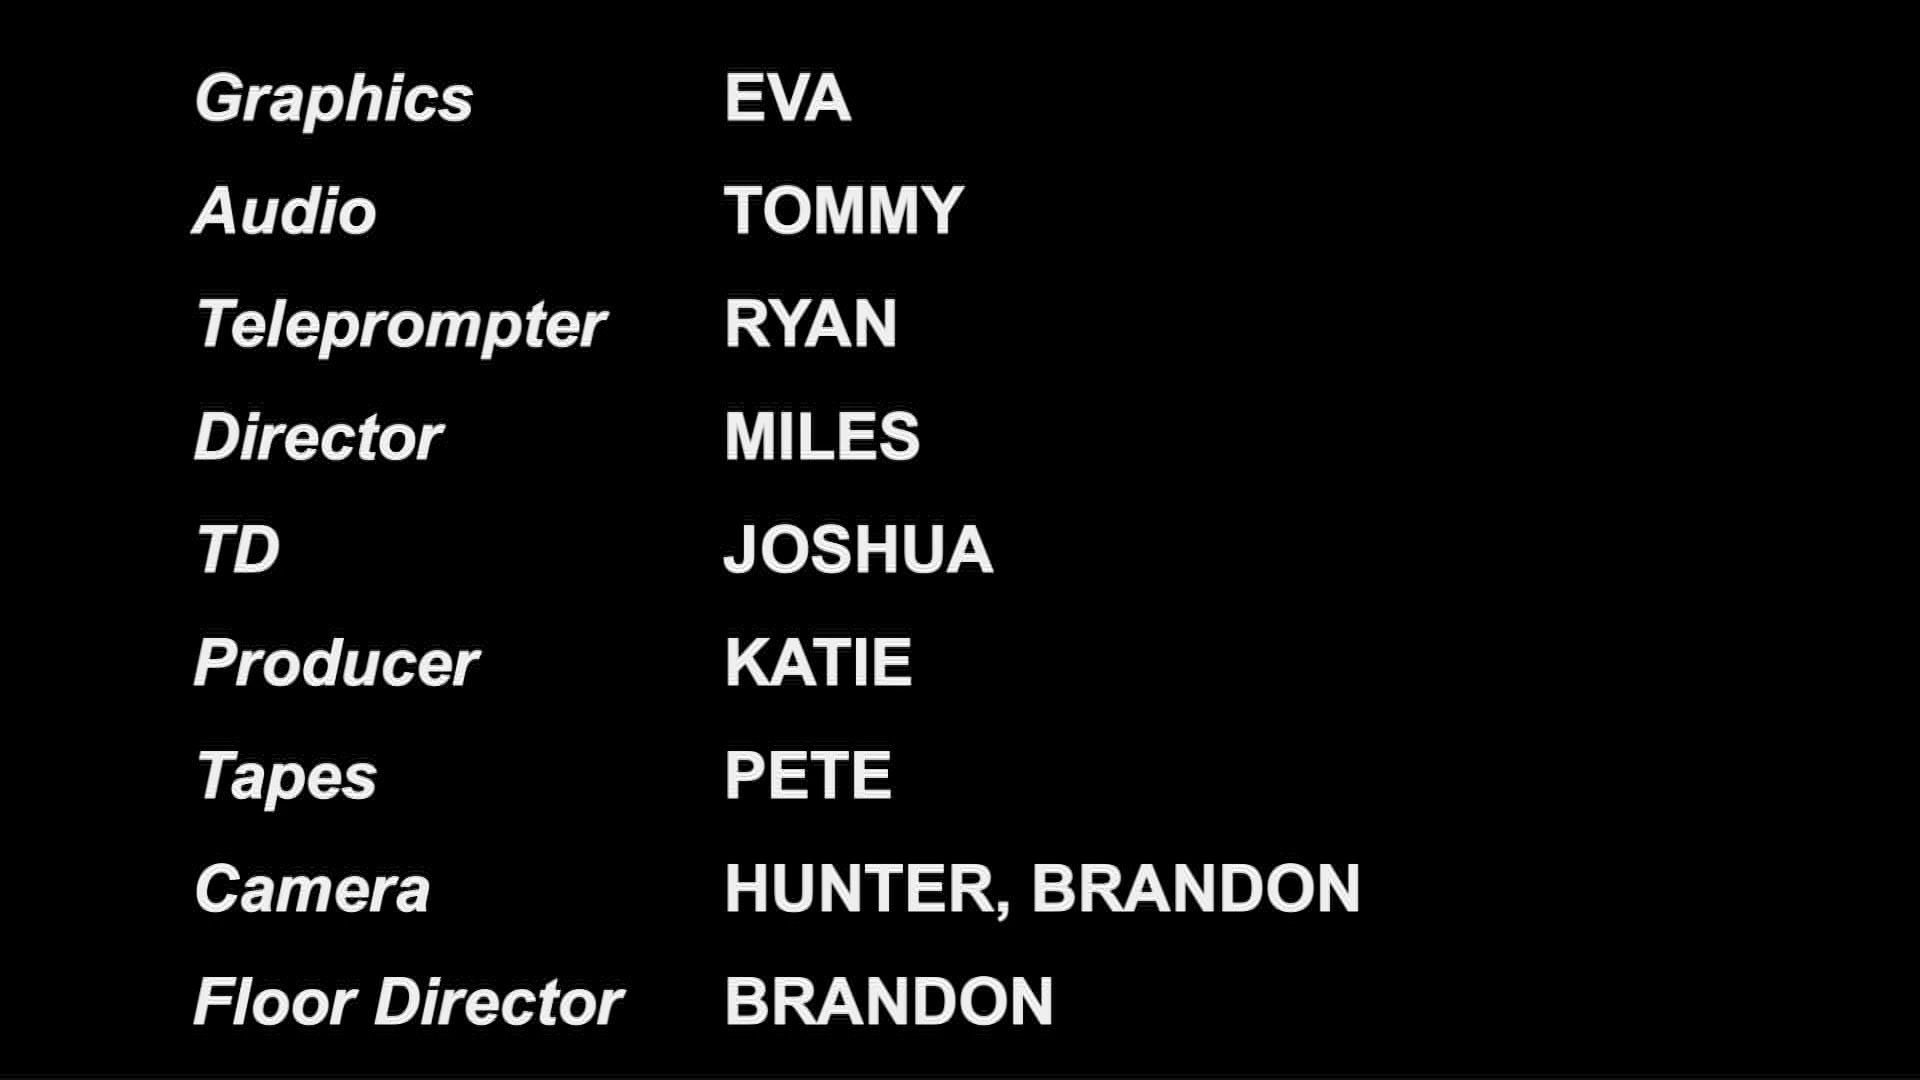 Graphics EVA
Audio TOMMY
Teleprompter RYAN
Director MILES
TD JOSHUA
Producer KATIE
Tapes PETE
Camera HUNTER, BRANDON
Floor Director BRANDON